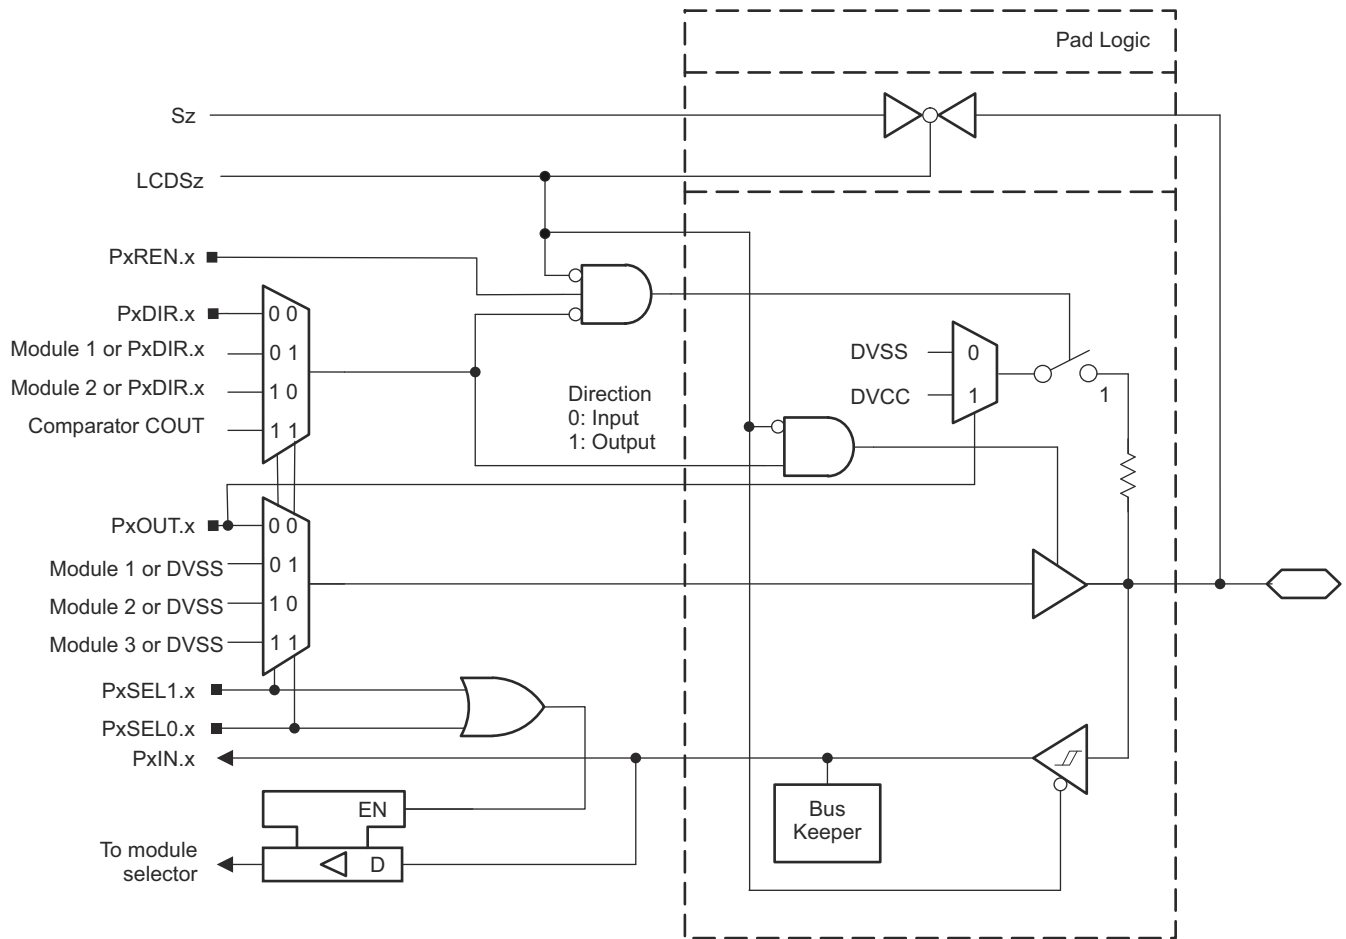 Pad Logic
Sz
LCDSz
PxREN.x
PxDIR.x
0 0
Module 1 or PxDIR.x
0 1
Module 2 or PxDIR.x
1 0
Comparator COUT
1 1
Direction
0: Input
1: Output
DVSS
0
DVCC
1
1
PxOUT.x
0 0
Module 1 or DVSS
0 1
Module 2 or DVSS
1 0
Module 3 or DVSS
1 1
PxSEL1.x
PxSEL0.x
PxIN.x
EN
D
To module
selector
Bus
Keeper